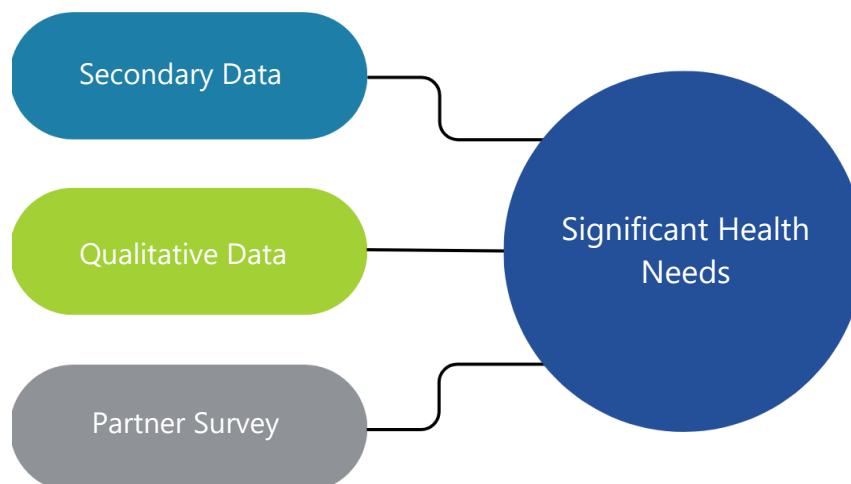 Secondary Data
Qualitative Data
Partner Survey
Significant Health
Needs